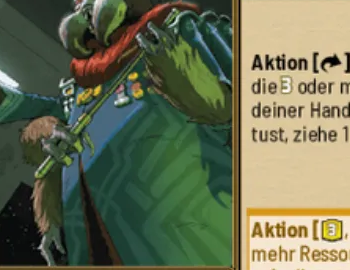 Aktion [
die 3 oder m
deiner Hand
tust, ziehe 1
Aktion [3,
mehr Resso